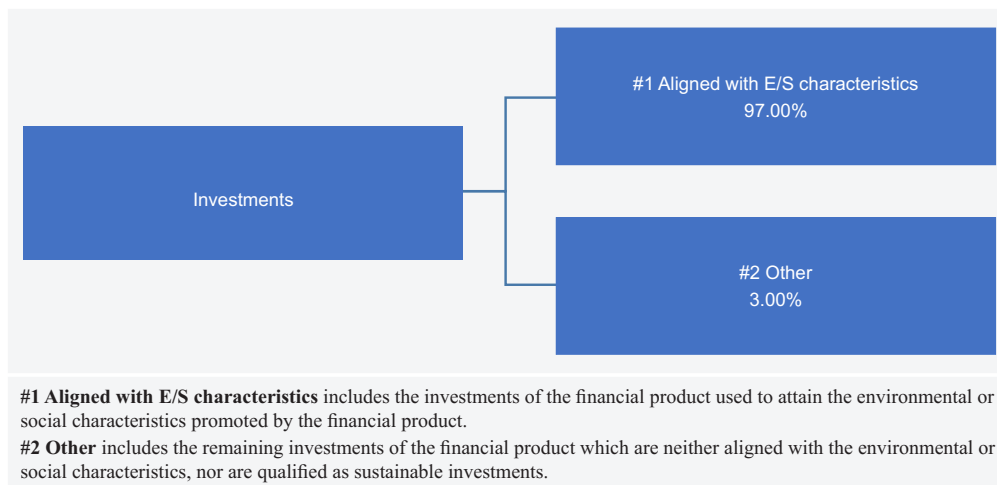 #1 Aligned with E/S characteristics
97.00%
Investments
#2 Other
3.00%
#1 Aligned with E/S characteristics includes the investments of the financial product used to attain the environmental or
social characteristics promoted by the financial product.
#2 Other includes the remaining investments of the financial product which are neither aligned with the environmental or
social characteristics, nor are qualified as sustainable investments.